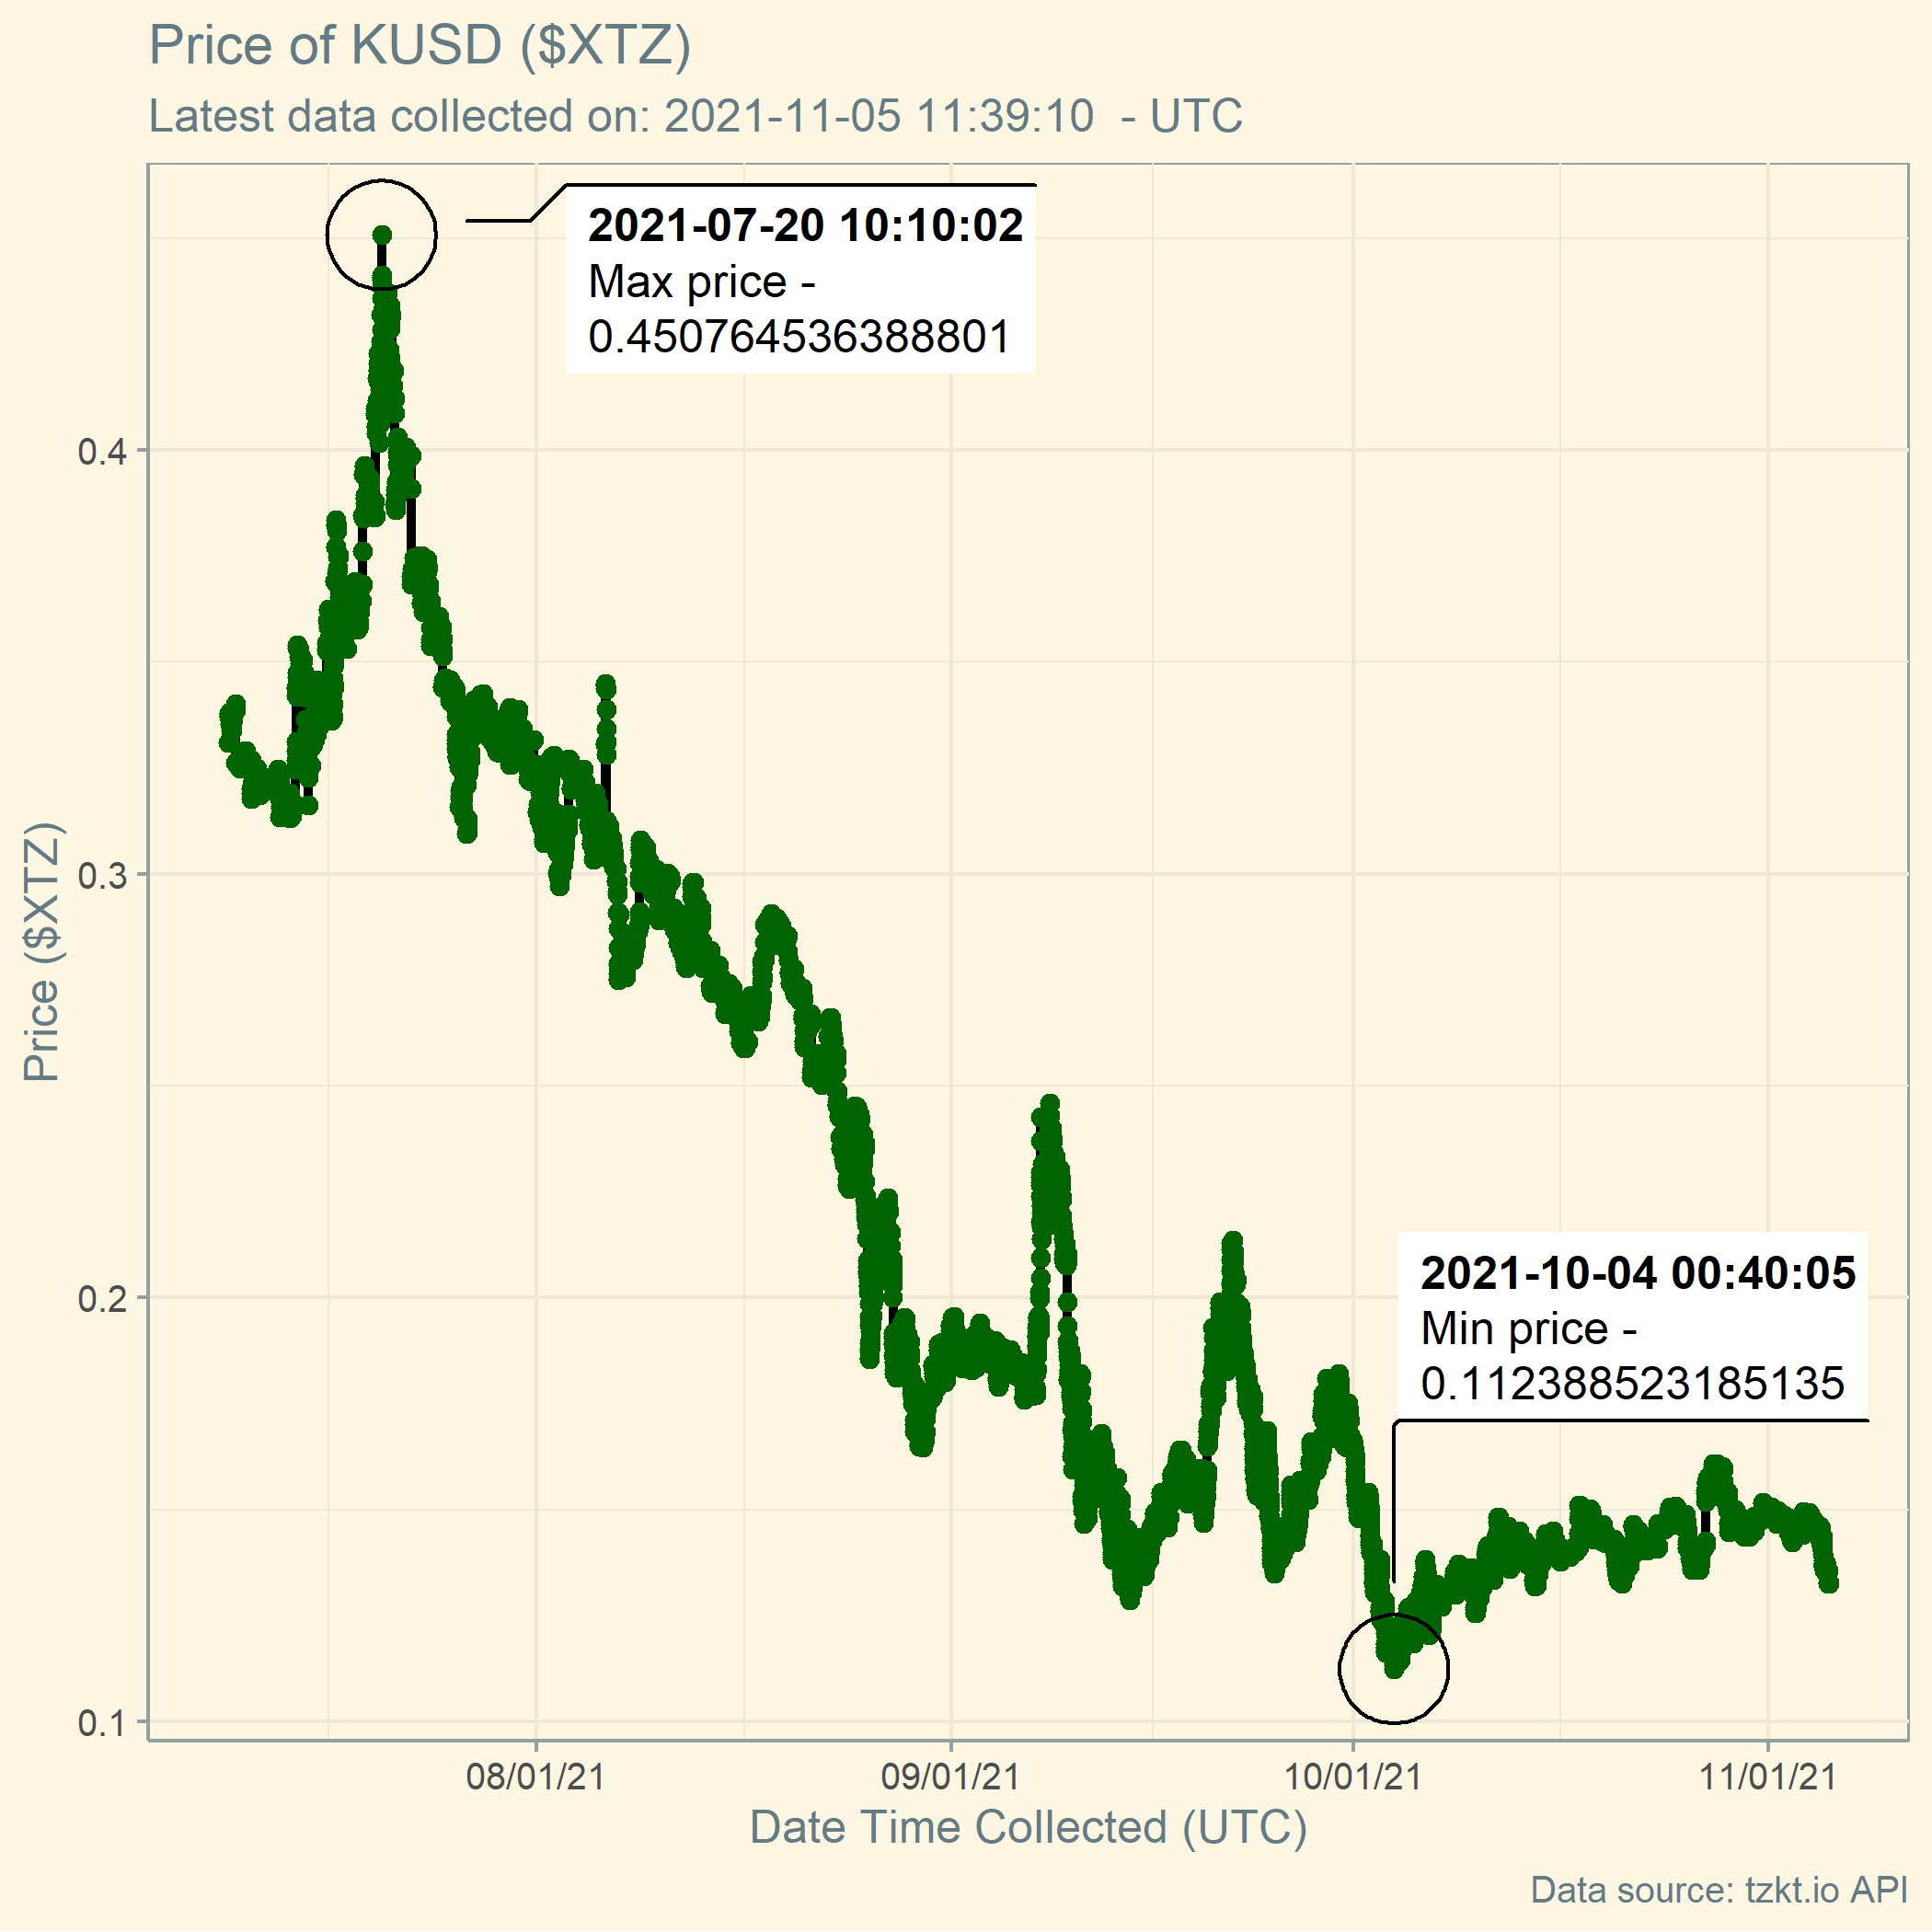 Price of KUSD ($XTZ)
Latest data collected on: 2021-11-05 11:39:10  - UTC
2021-07-20 10:10:02
Max price -
0.450764536388801
0.4
0.3
0.2
0.1
Price ($XTZ)
2021-10-04 00:40:05
Min price -
0.112388523185135
08/01/21
09/01/21
10/01/21
11/01/21
Date Time Collected (UTC)
Data source: tzkt.io API